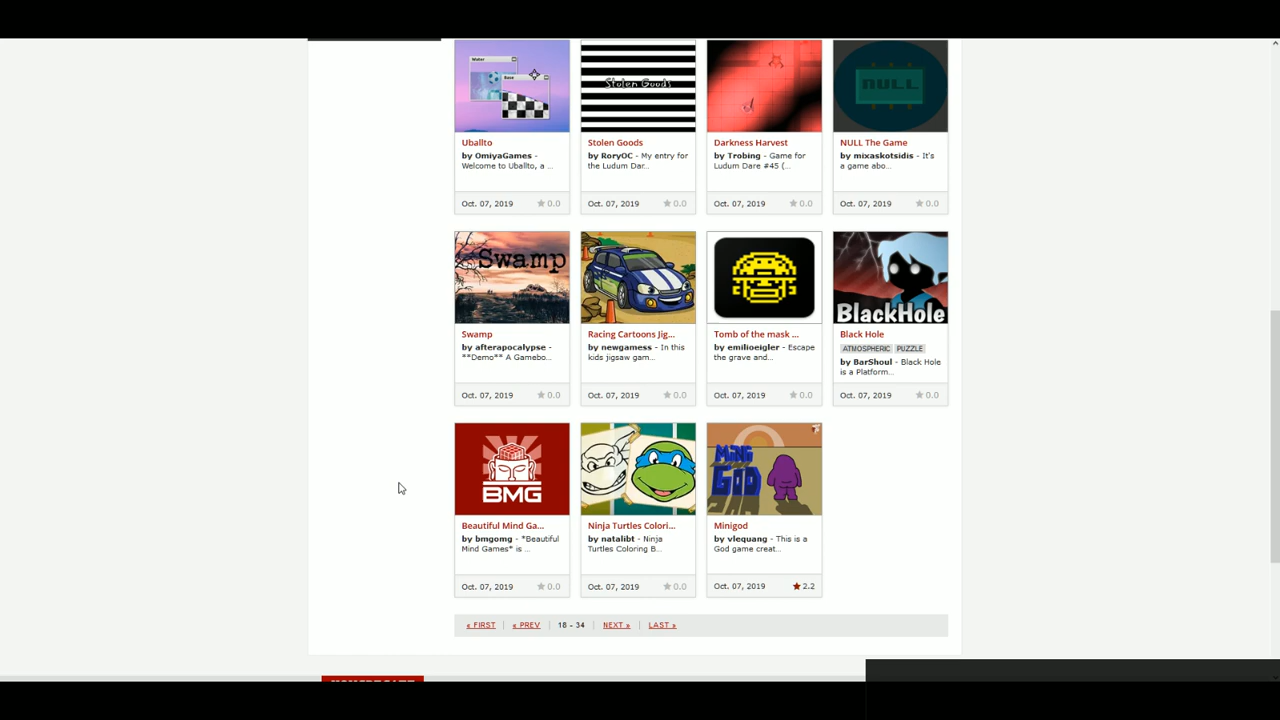 Uballto
by OmiyaGames -
Welcome to Uballto, a ...
Oct. 07, 2019
0.0
Stolen Goods
Stolen Goods
by RoryOC - My entry for
the Ludum Dar...
Oct. 07, 2019
0.0
Darkness Harvest
by Trobing - Game for
Ludum Dare #45 (...
Oct. 07, 2019
0.0
NULL
NULL The Game
by mixaskotsidis - It's
a game abo...
Oct. 07, 2019
0.0
Swamp
Swamp
by afterapocalypse -
**Demo** A Gamebo...
Oct. 07, 2019
0.0
Racing Cartoons Jig...
by newgamess - In this
kids jigsaw gam...
Oct. 07, 2019
0.0
Tomb of the mask ...
by emilioeigler - Escape
the grave and...
Oct. 07, 2019
0.0
BlackHole
Black Hole
ATMOSPHERIC PUZZLE
by BarShoul - Black Hole
is a Platform...
Oct. 07, 2019
0.0
BMG
Beautiful Mind Ga...
by bmgomg - *Beautiful
Mind Games* is ...
Oct. 07, 2019
0.0
Ninja Turtles Colori...
by natalibt - Ninja
Turtles Coloring B...
Oct. 07, 2019
0.0
MINI
GOD
Minigod
by vlequang - This is a
God game creat...
Oct. 07, 2019
2.2
« FIRST | « PREV | 18 - 34 | NEXT » | LAST »